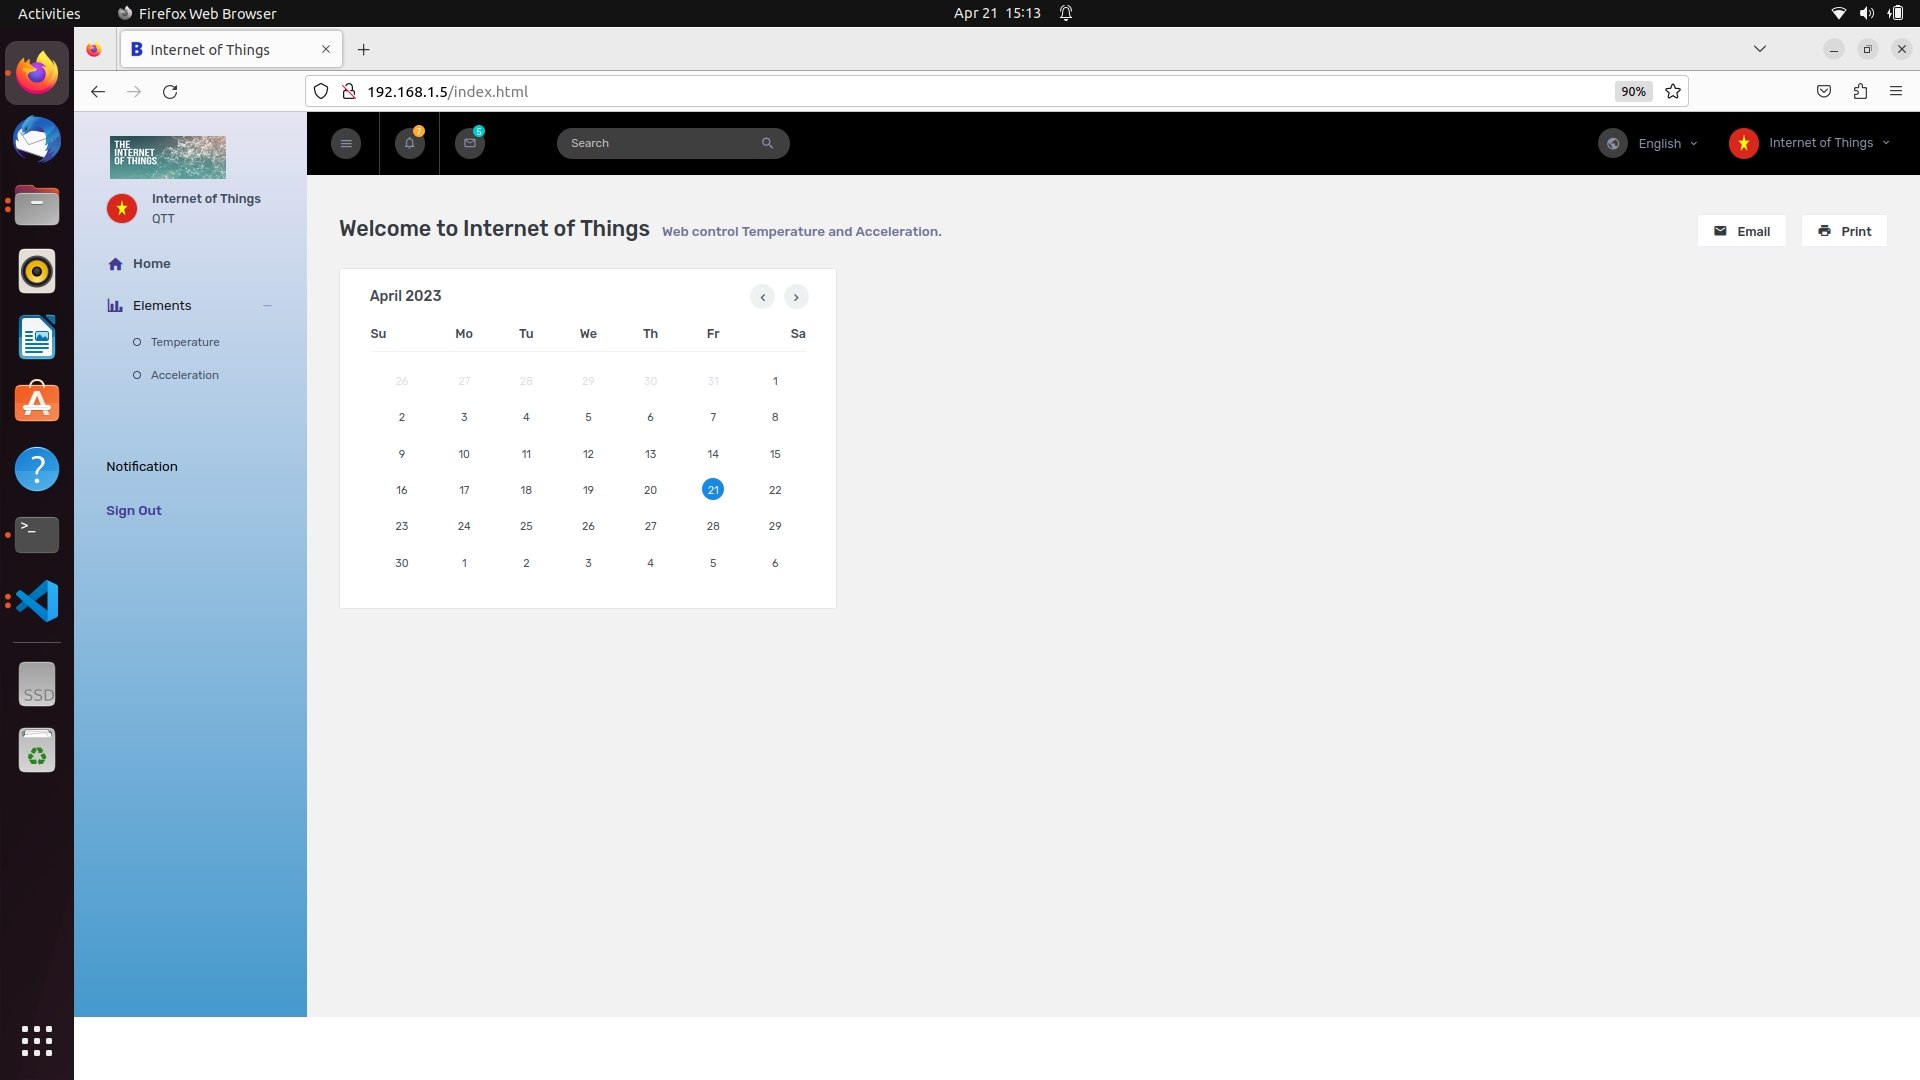 Activities Firefox Web Browser Apr 21 15:13
Internet of Things
192.168.1.5/index.html 90%
THE
INTERNET
OF THINGS
Internet of Things
QTT
Home
Elements
Temperature
Acceleration
Notification
Sign Out
7 5 Search English Internet of Things
Welcome to Internet of Things Web control Temperature and Acceleration. Email Print
April 2023
Su Mo Tu We Th Fr Sa
26 27 28 29 30 31 1
2 3 4 5 6 7 8
9 10 11 12 13 14 15
16 17 18 19 20 21 22
23 24 25 26 27 28 29
30 1 2 3 4 5 6
>_
?
SSD